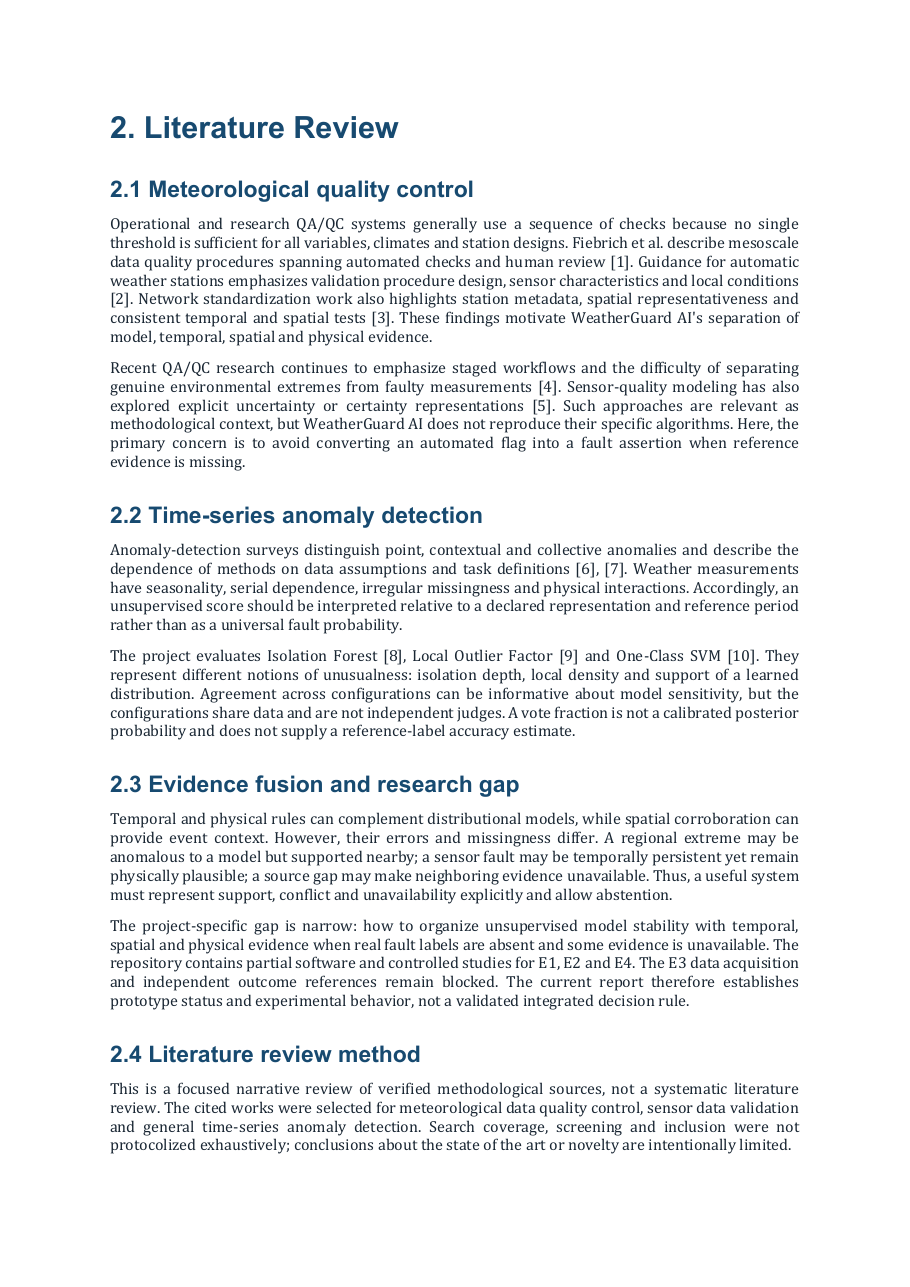 2. Literature Review
2.1 Meteorological quality control
Operational and research QA/QC systems generally use a sequence of checks because no single
threshold is sufficient for all variables, climates and station designs. Fiebrich et al. describe mesoscale
data quality procedures spanning automated checks and human review [1]. Guidance for automatic
weather stations emphasizes validation procedure design, sensor characteristics and local conditions
[2]. Network standardization work also highlights station metadata, spatial representativeness and
consistent temporal and spatial tests [3]. These findings motivate WeatherGuard AI's separation of
model, temporal, spatial and physical evidence.
Recent QA/QC research continues to emphasize staged workflows and the difficulty of separating
genuine environmental extremes from faulty measurements [4]. Sensor-quality modeling has also
explored explicit uncertainty or certainty representations [5]. Such approaches are relevant as
methodological context, but WeatherGuard AI does not reproduce their specific algorithms. Here, the
primary concern is to avoid converting an automated flag into a fault assertion when reference
evidence is missing.
2.2 Time-series anomaly detection
Anomaly-detection surveys distinguish point, contextual and collective anomalies and describe the
dependence of methods on data assumptions and task definitions [6], [7]. Weather measurements
have seasonality, serial dependence, irregular missingness and physical interactions. Accordingly, an
unsupervised score should be interpreted relative to a declared representation and reference period
rather than as a universal fault probability.
The project evaluates Isolation Forest [8], Local Outlier Factor [9] and One-Class SVM [10]. They
represent different notions of unusualness: isolation depth, local density and support of a learned
distribution. Agreement across configurations can be informative about model sensitivity, but the
configurations share data and are not independent judges. A vote fraction is not a calibrated posterior
probability and does not supply a reference-label accuracy estimate.
2.3 Evidence fusion and research gap
Temporal and physical rules can complement distributional models, while spatial corroboration can
provide event context. However, their errors and missingness differ. A regional extreme may be
anomalous to a model but supported nearby; a sensor fault may be temporally persistent yet remain
physically plausible; a source gap may make neighboring evidence unavailable. Thus, a useful system
must represent support, conflict and unavailability explicitly and allow abstention.
The project-specific gap is narrow: how to organize unsupervised model stability with temporal,
spatial and physical evidence when real fault labels are absent and some evidence is unavailable. The
repository contains partial software and controlled studies for E1, E2 and E4. The E3 data acquisition
and independent outcome references remain blocked. The current report therefore establishes
prototype status and experimental behavior, not a validated integrated decision rule.
2.4 Literature review method
This is a focused narrative review of verified methodological sources, not a systematic literature
review. The cited works were selected for meteorological data quality control, sensor data validation
and general time-series anomaly detection. Search coverage, screening and inclusion were not
protocolized exhaustively; conclusions about the state of the art or novelty are intentionally limited.